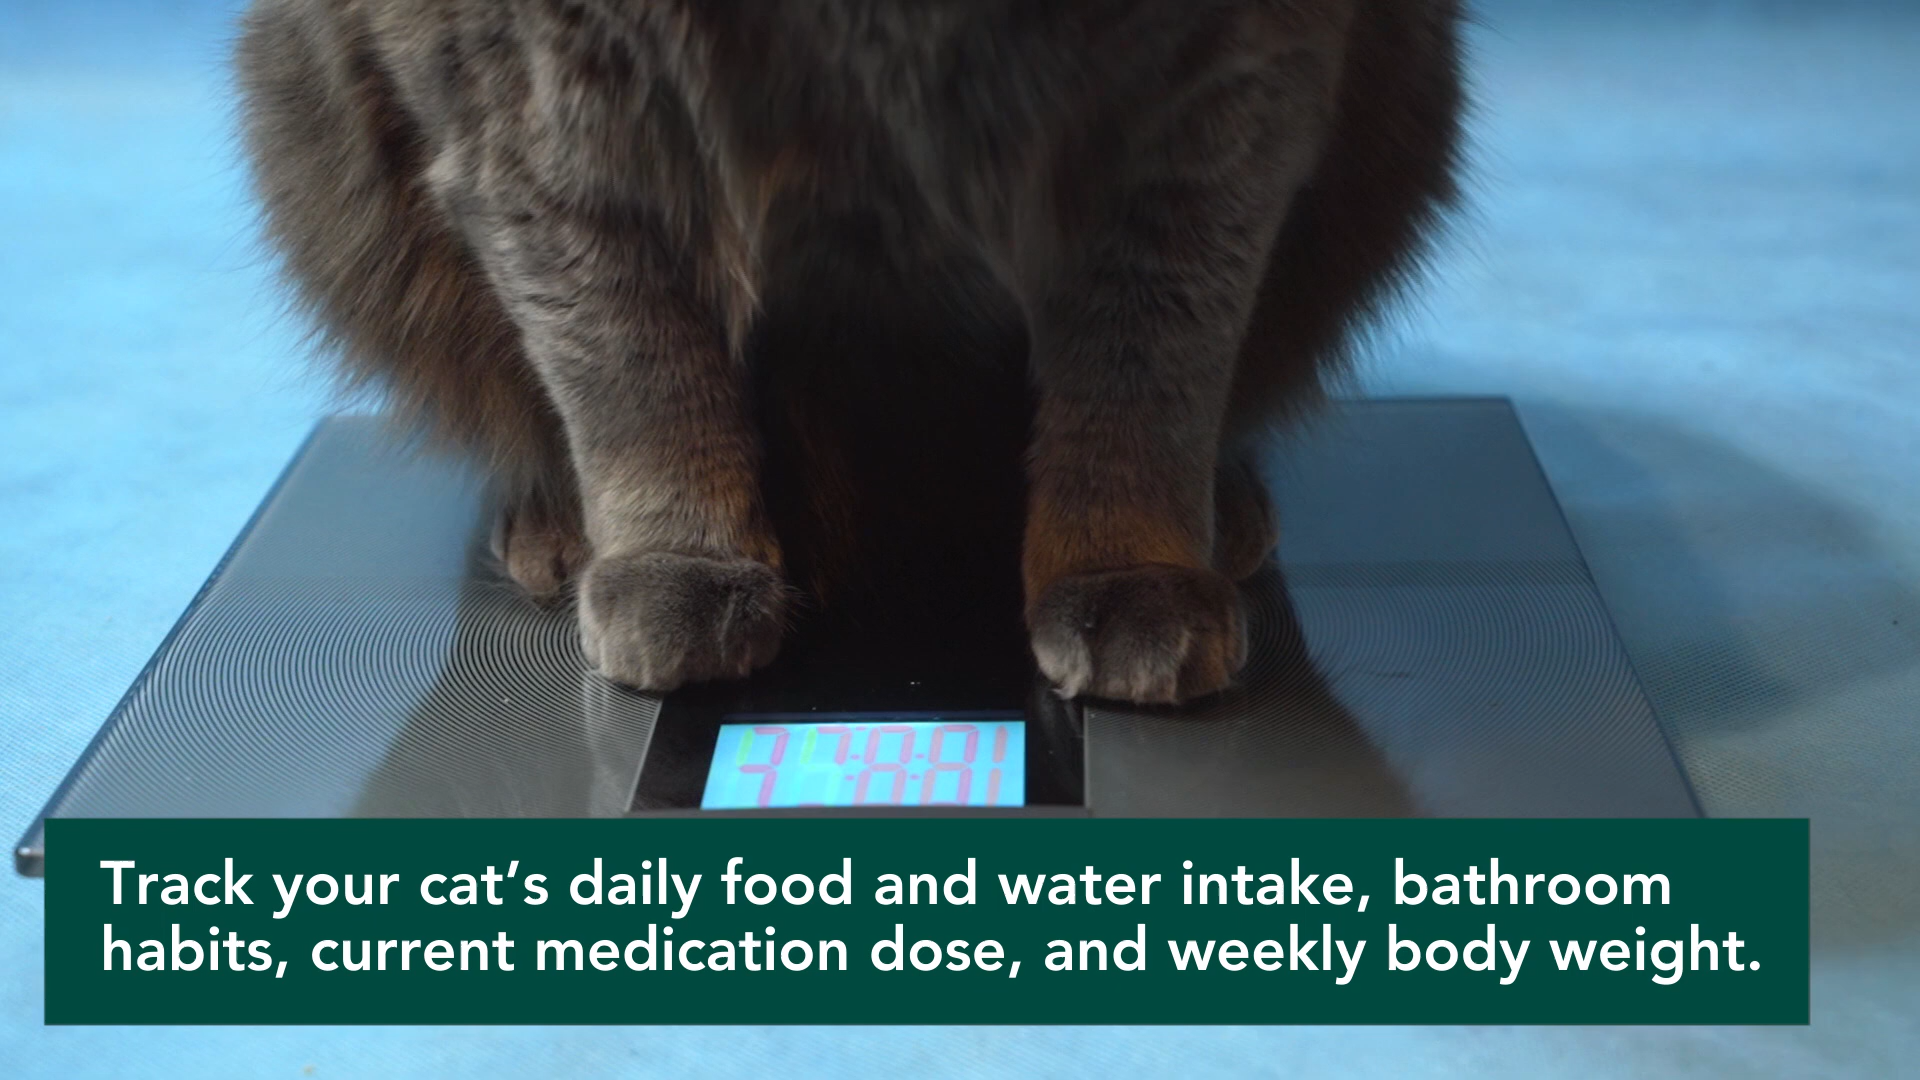 Track your cat’s daily food and water intake, bathroom
habits, current medication dose, and weekly body weight.